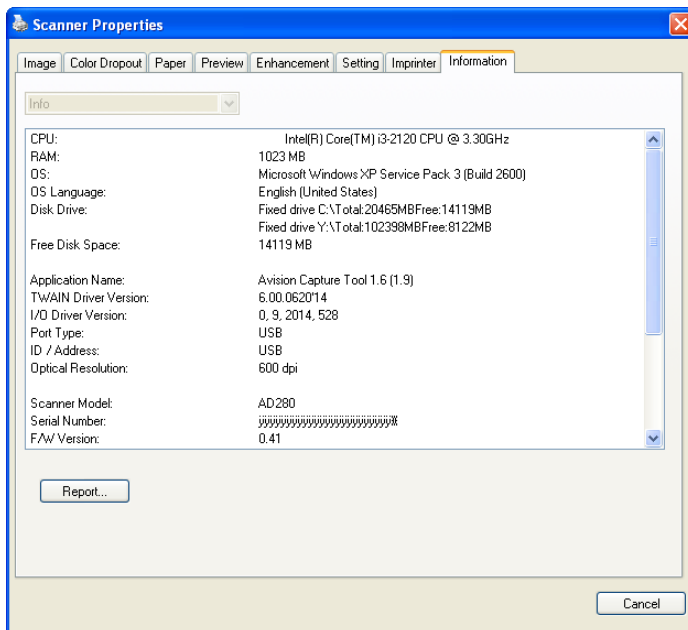 Scanner Properties
Image Color Dropout Paper Preview Enhancement Setting Imprinter Information
Info
CPU: Intel(R) Core(TM) i3-2120 CPU @ 3.30GHz
RAM: 1023 MB
OS: Microsoft Windows XP Service Pack 3 (Build 2600)
OS Language: English (United States)
Disk Drive: Fixed drive C:\Total:20465MBFree:14119MB
Fixed drive Y:\Total:102398MBFree:8122MB
Free Disk Space: 14119 MB
Application Name: Avision Capture Tool 1.6 (1.9)
TWAIN Driver Version: 6.00.0620'14
I/O Driver Version: 0, 9, 2014, 528
Port Type: USB
ID / Address: USB
Optical Resolution: 600 dpi
Scanner Model: AD280
Serial Number:
F/W Version: 0.41
Report...
Cancel